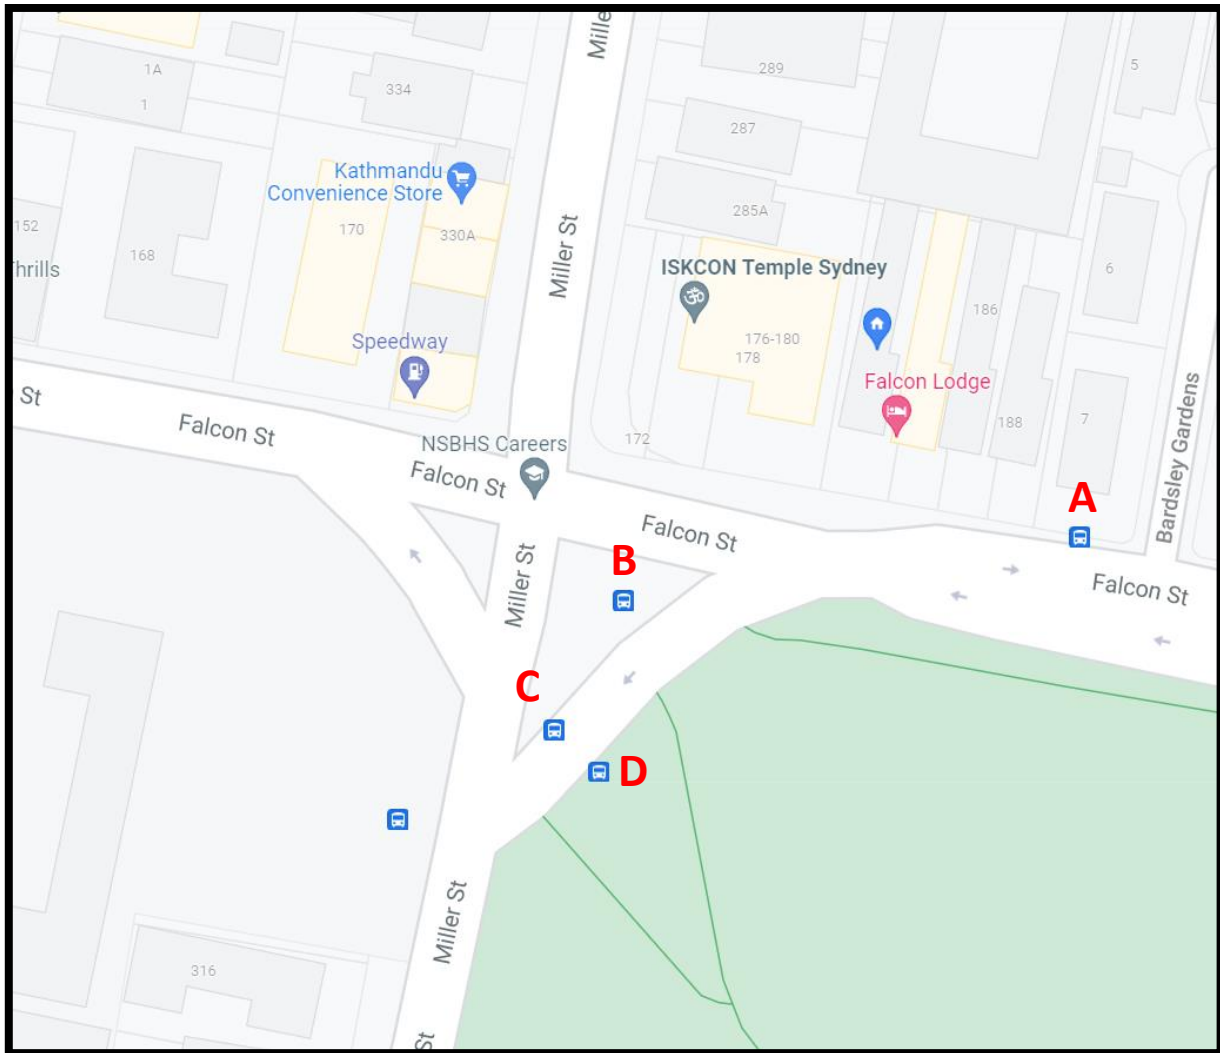 Mille
1A
1
334
289
5
287
Kathmandu
Convenience Store
285A
152
170
330A
Miller St
168
hrills
ISKCON Temple Sydney
6
186
176-180
178
Speedway
Falcon Lodge
St
Falcon St
NSBHS Careers
172
188
7
Bardsley Gardens
Falcon St
A
Falcon St
B
Miller St
Falcon St
C
D
Miller St
316
St